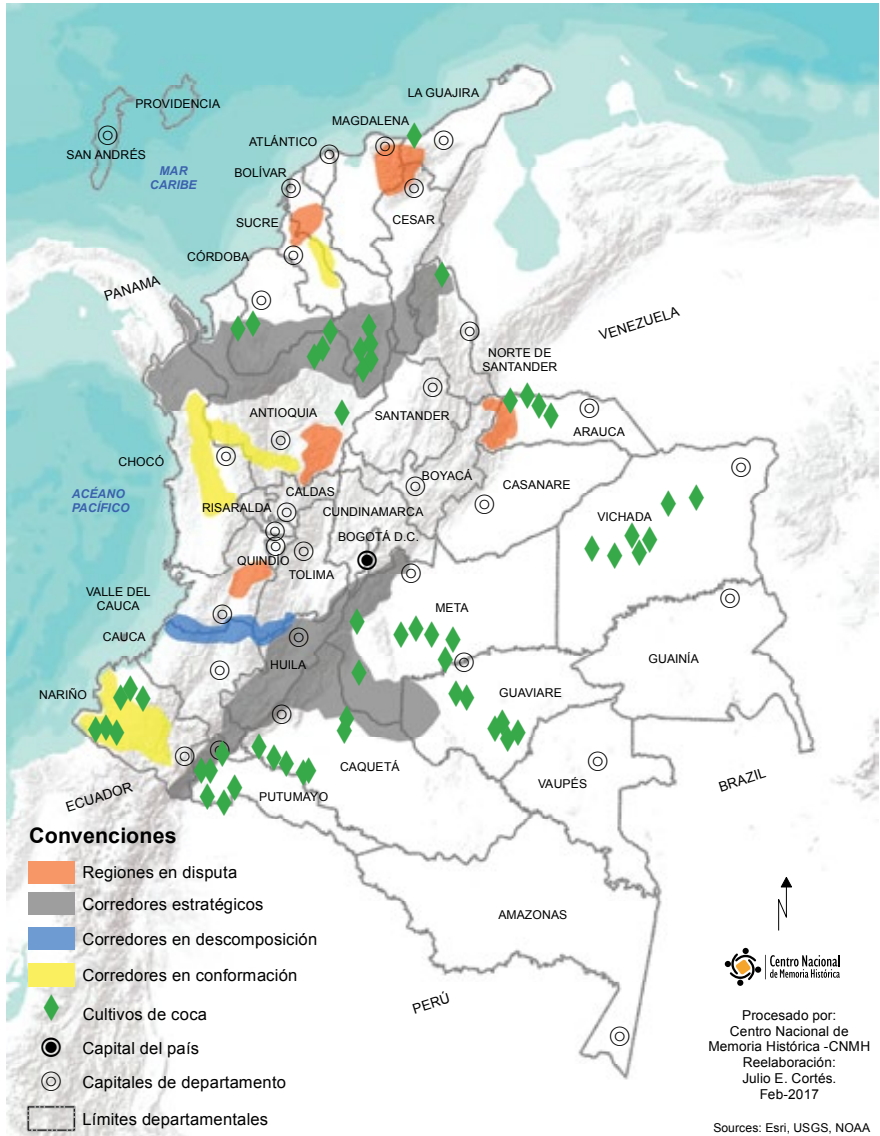 LA GUAJIRA
PROVIDENCIA
MAGDALENA
ATLÁNTICO
SAN ANDRÉS
MAR
CARIBE
BOLÍVAR
SUCRE
CESAR
CÓRDOBA
PANAMA
VENEZUELA
NORTE DE
SANTANDER
ANTIOQUIA
SANTANDER
ARAUCA
CHOCÓ
BOYACÁ
CASANARE
CALDAS
ACÉANO
PACÍFICO
RISARALDA
CUNDINAMARCA
VICHADA
BOGOTÁ D.C.
QUINDIO
TOLIMA
VALLE DEL
CAUCA
META
CAUCA
GUAINÍA
HUILA
NARIÑO
GUAVIARE
CAQUETÁ
VAUPÉS
BRAZIL
ECUADOR
PUTUMAYO
Convenciones
Regiones en disputa
Corredores estratégicos
Corredores en descomposición
Corredores en conformación
Cultivos de coca
Capital del país
Capitales de departamento
Límites departamentales
AMAZONAS
PERÚ
N
Centro Nacional
de Memoria Histórica
Procesado por:
Centro Nacional de
Memoria Histórica -CNMH
Reelaboración:
Julio E. Cortés.
Feb-2017
Sources: Esri, USGS, NOAA